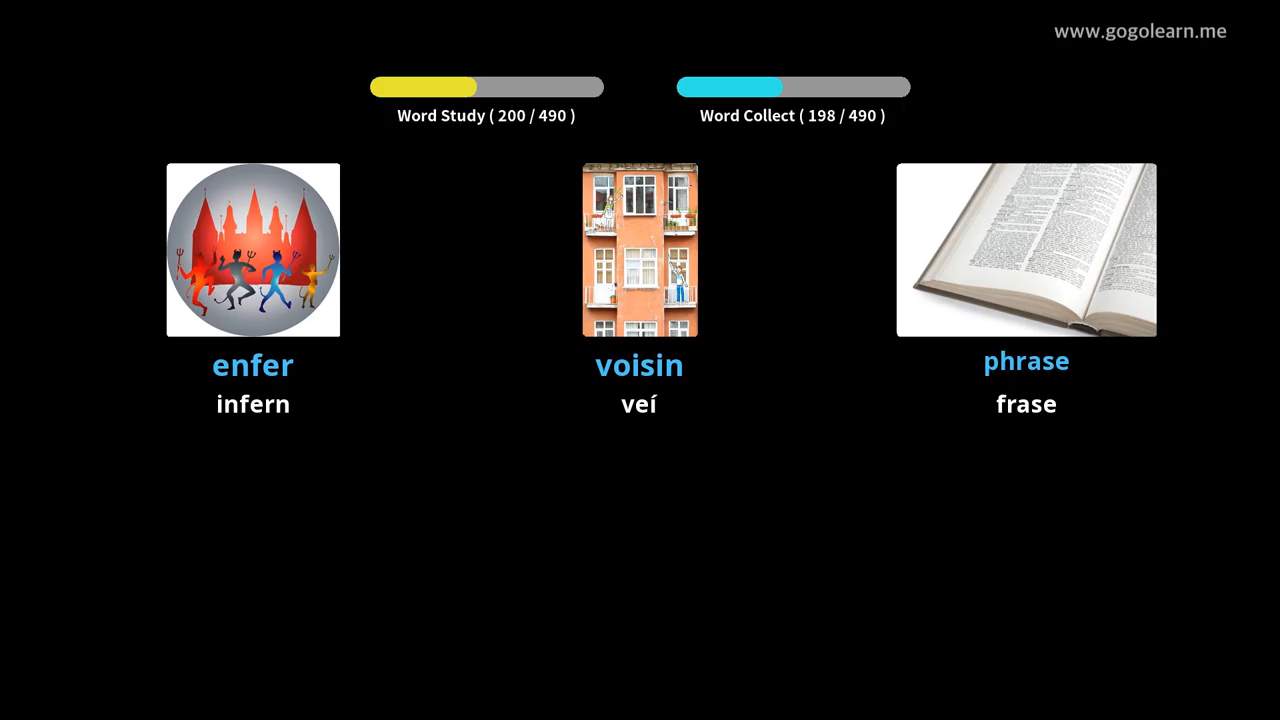 www.gogolearn.me
Word Study ( 200 / 490 )
Word Collect ( 198 / 490 )
enfer
voisin
phrase
infern
veí
frase